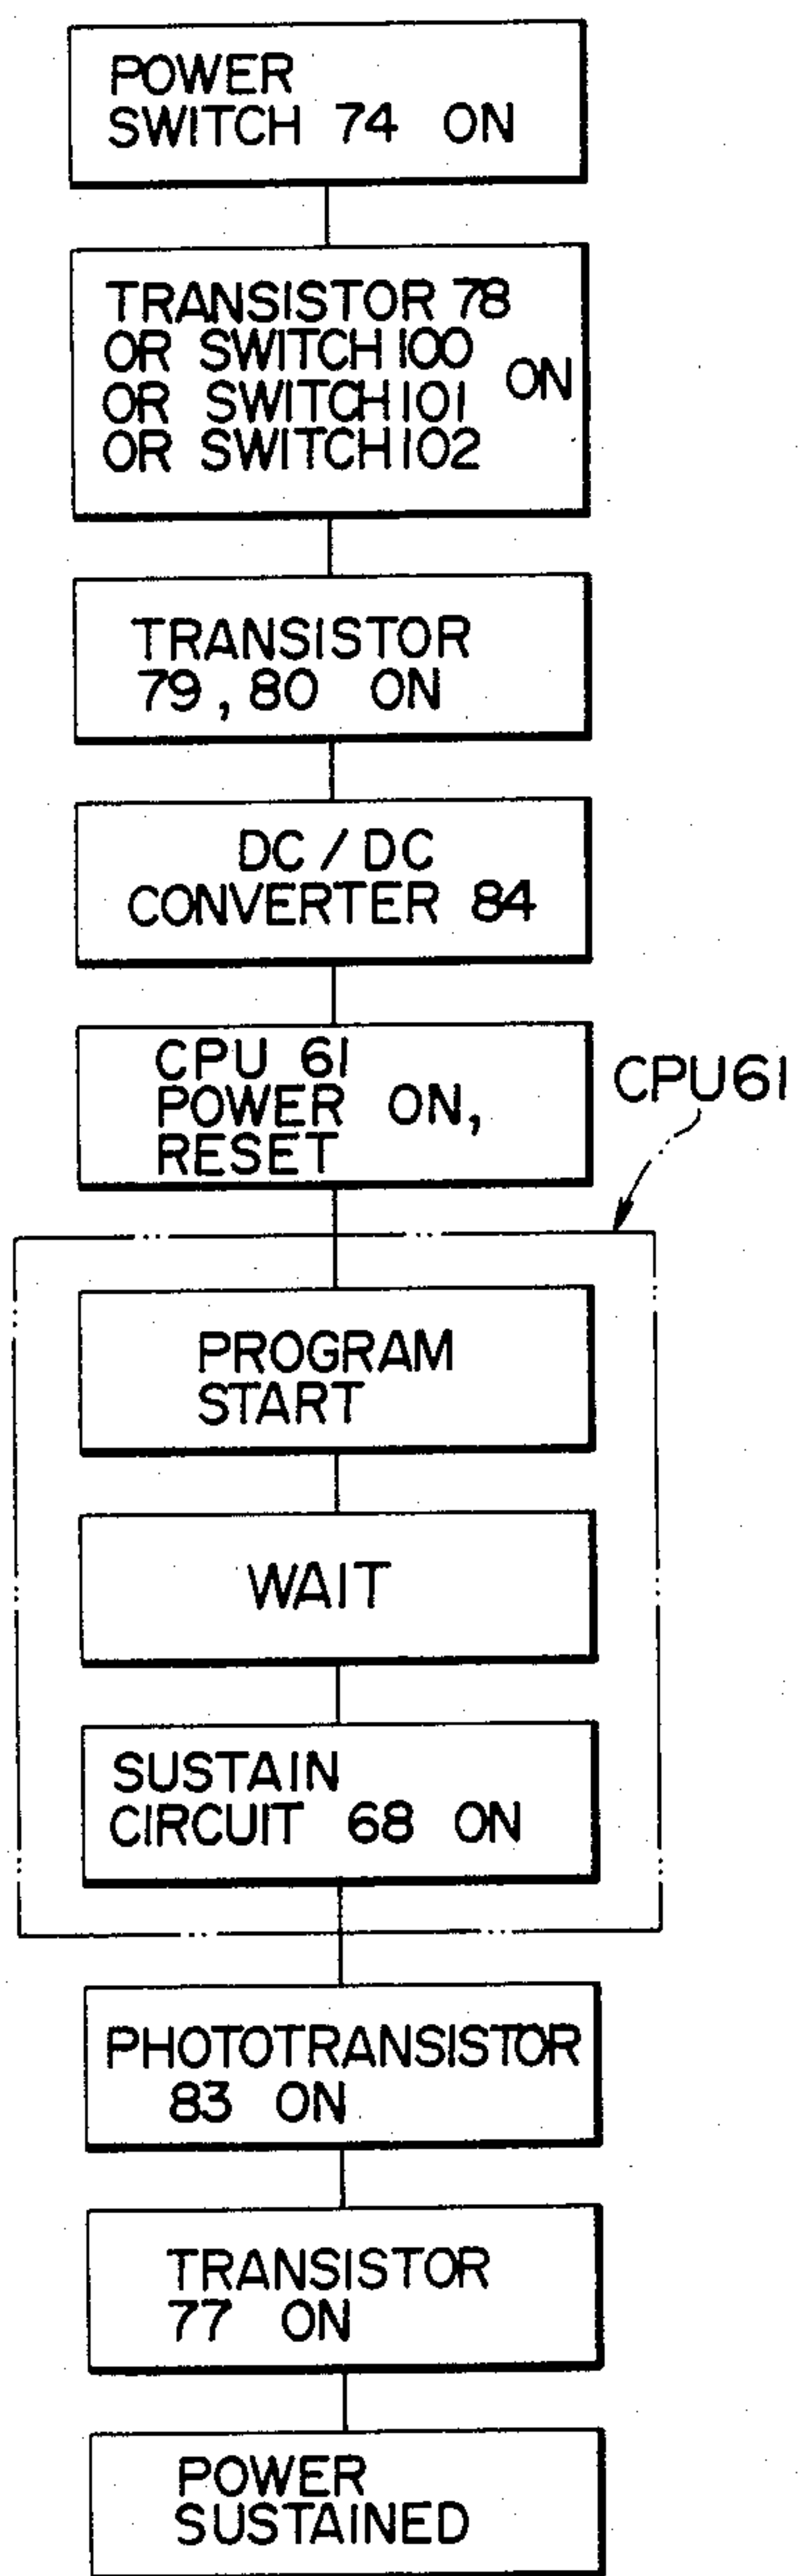 POWER
SWITCH 74 ON
TRANSISTOR 78
OR SWITCH 100
ON
OR SWITCH 101
OR SWITCH 102
TRANSISTOR
79, 80 ON
DC / DC
CONVERTER 84
CPU 61
POWER ON,
RESET
CPU 61
PROGRAM
START
WAIT
SUSTAIN
CIRCUIT 68 ON
PHOTOTRANSISTOR
83 ON
TRANSISTOR
77 ON
POWER
SUSTAINED